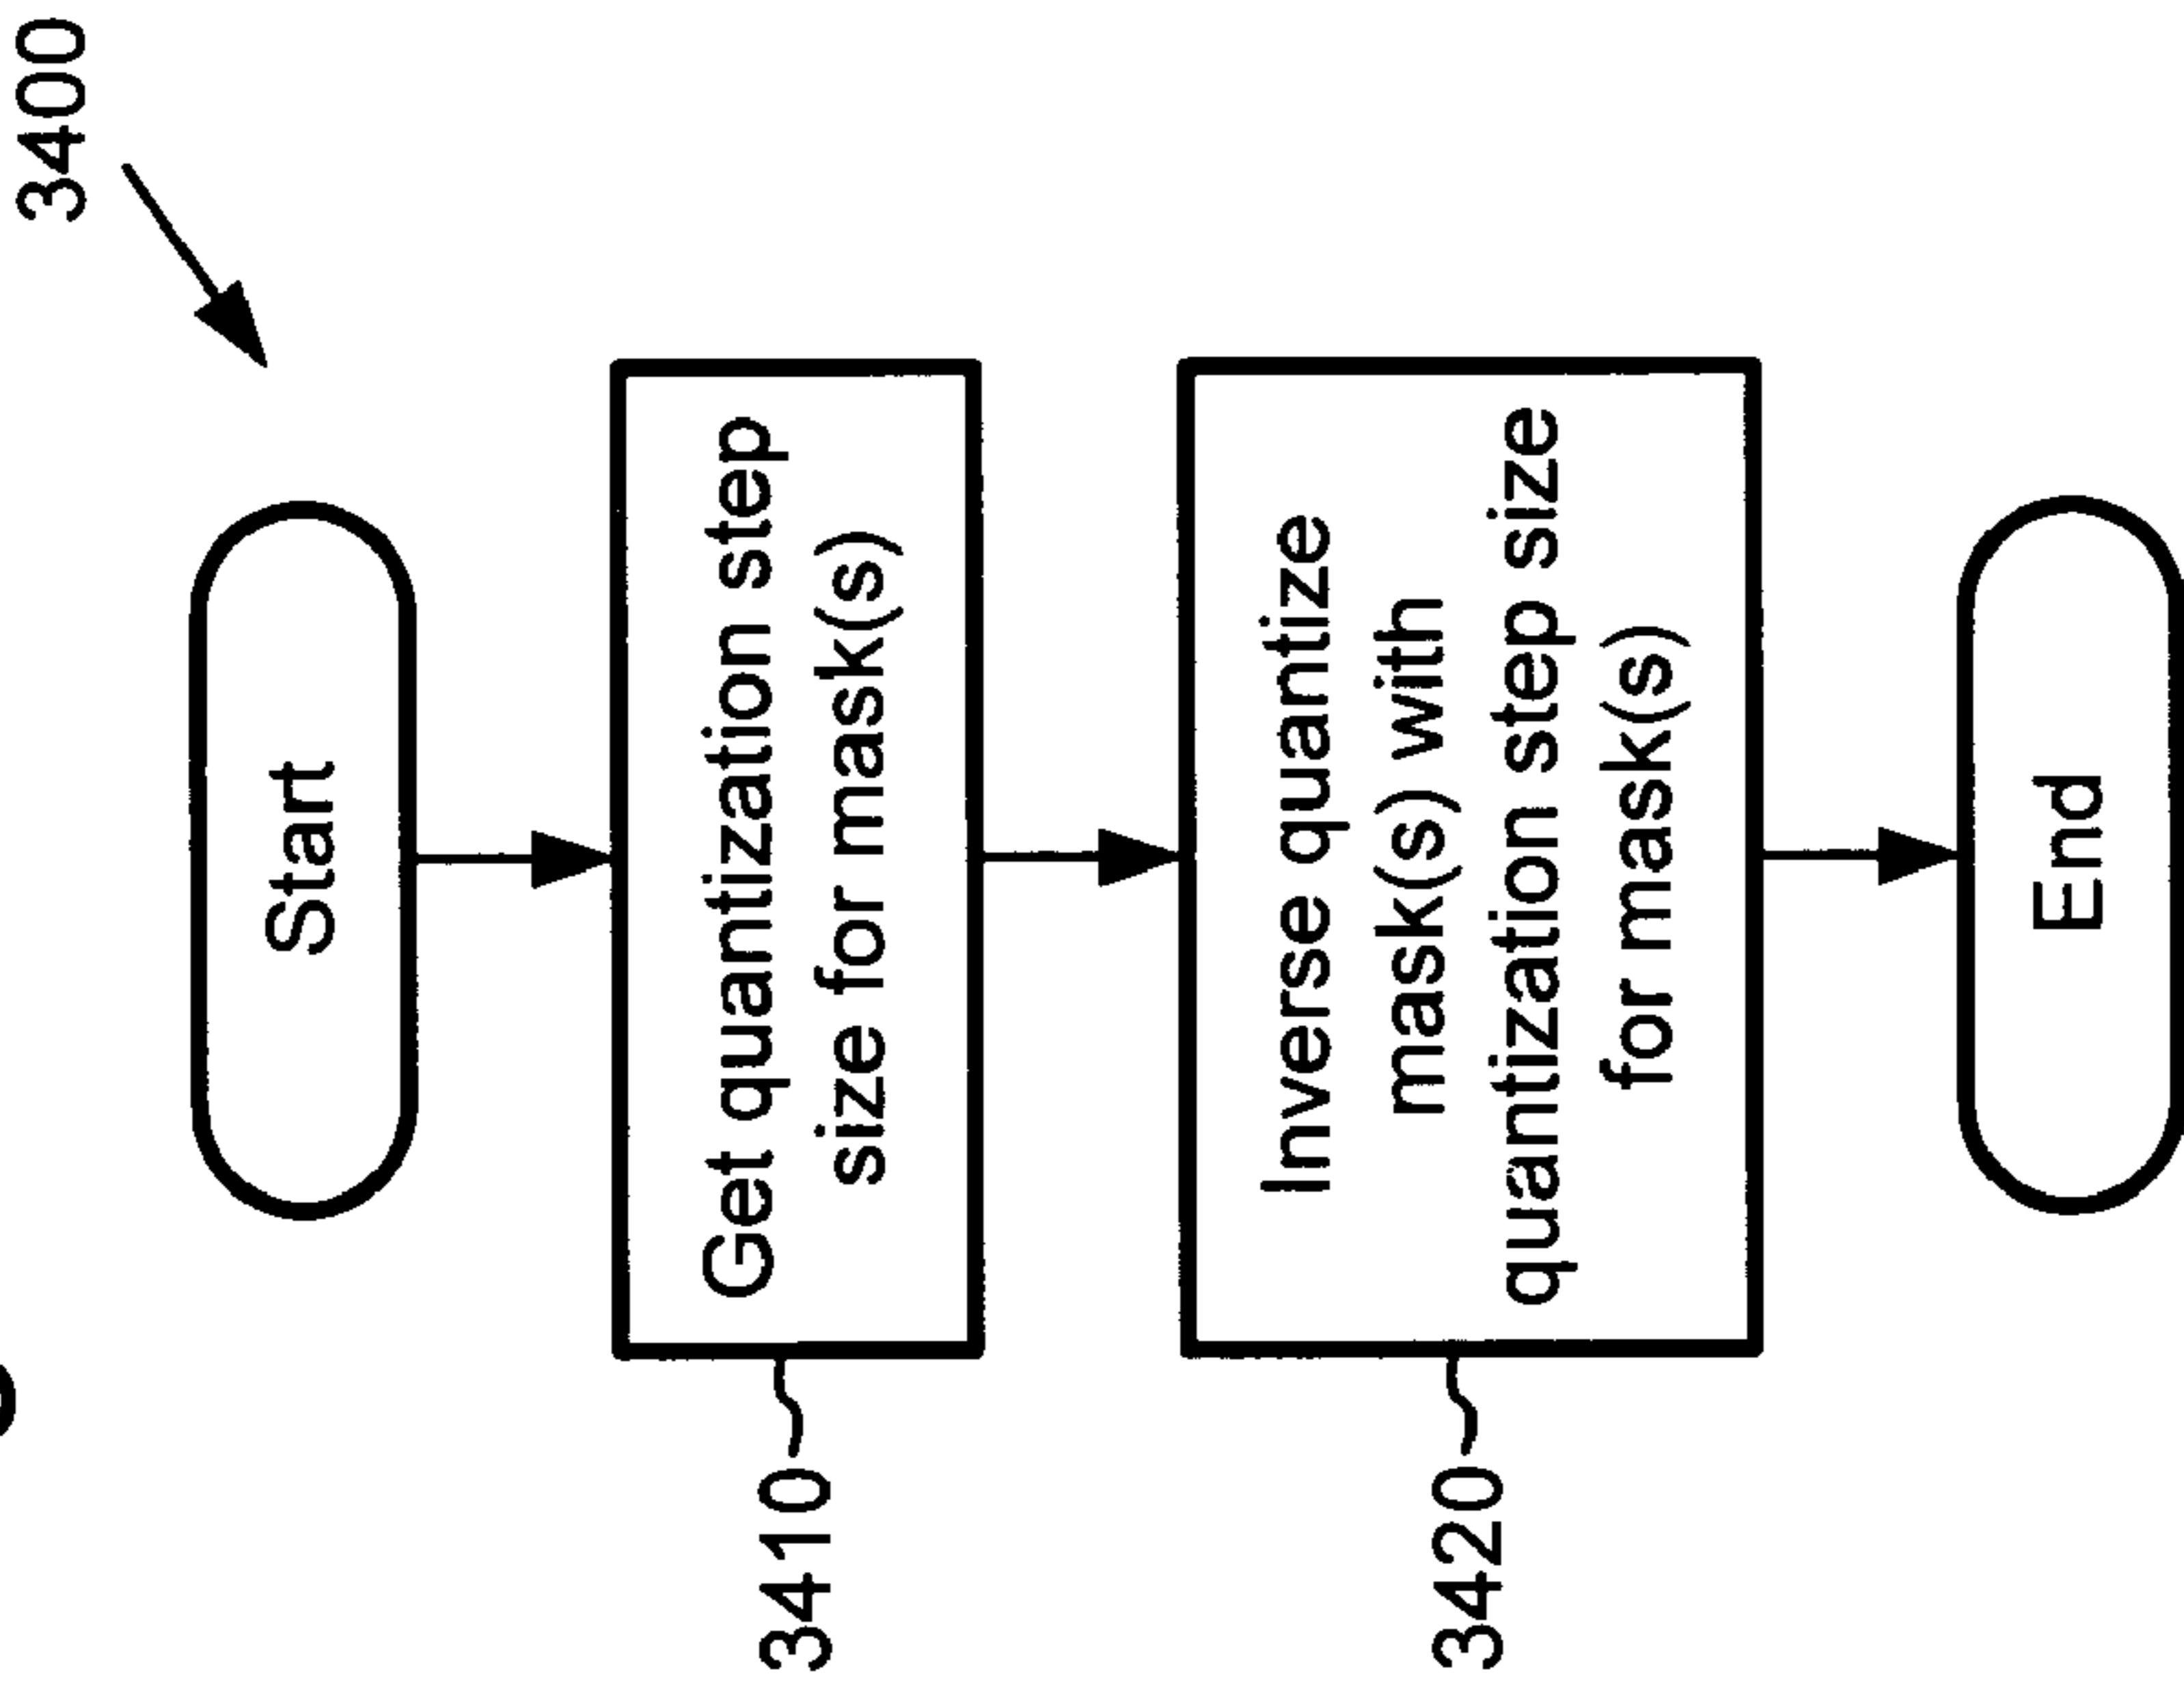 3400
Start
3410
Get quantization step
size for mask(s)
3420
Inverse quantize
mask(s) with
quantization step size
for mask(s)
End